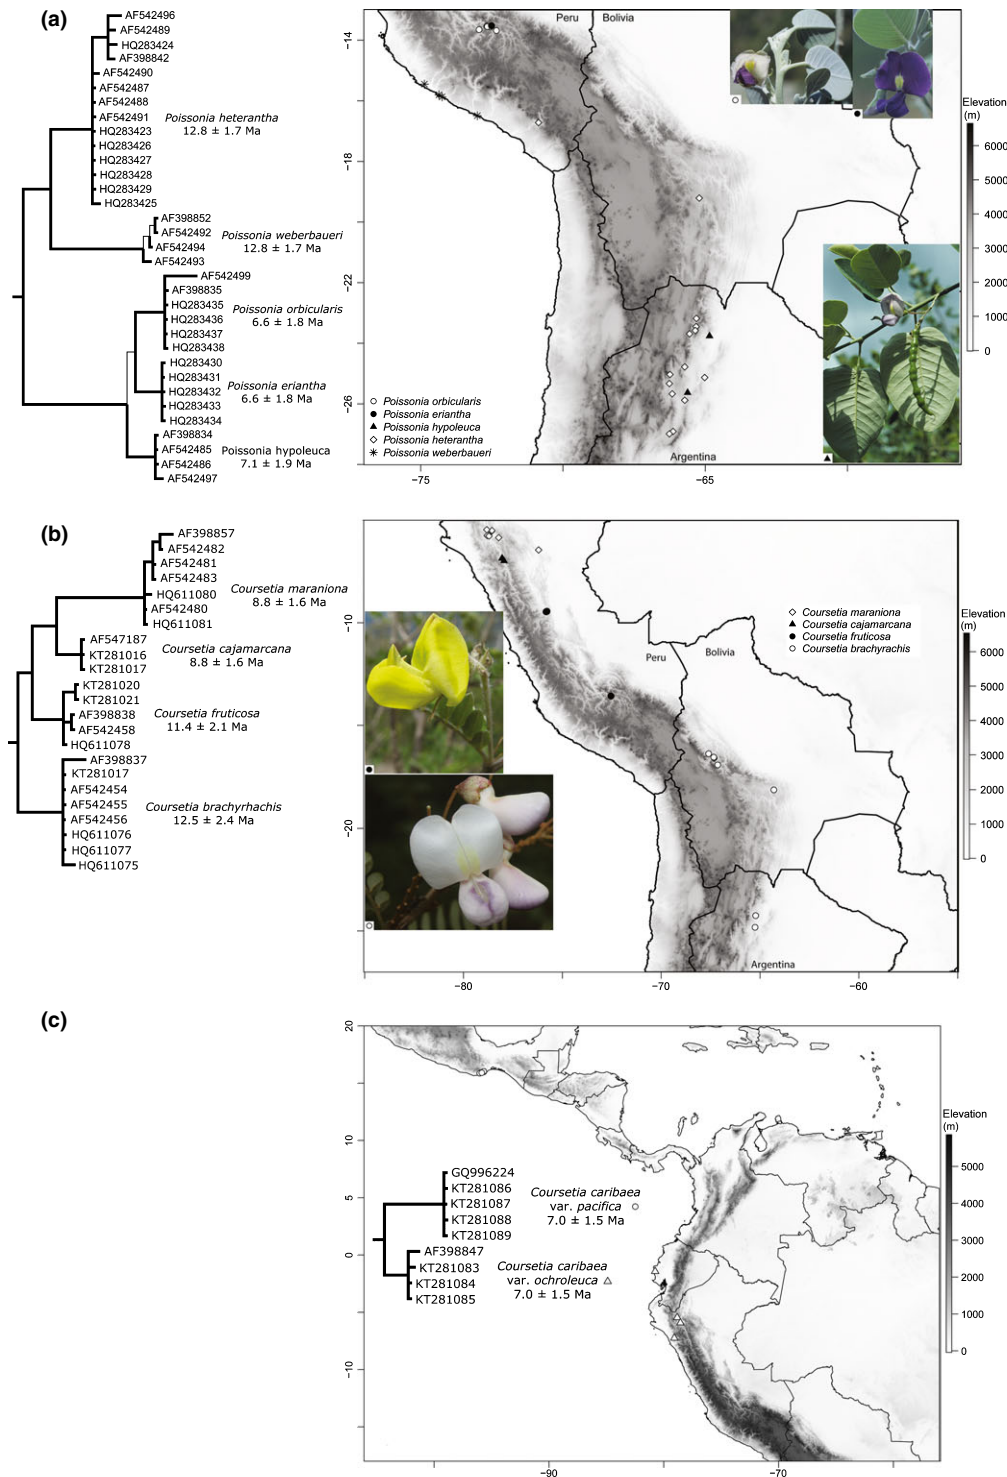 (a)
AF542496
AF542489
HQ283424
AF398842
AF542490
AF542487
AF542488
AF542491
HQ283423
HQ283426
HQ283427
HQ283428
HQ283429
HQ283425
Poissonia heterantha
12.8 ± 1.7 Ma
AF398852
AF542492
AF542494
AF542493
Poissonia weberbaueri
12.8 ± 1.7 Ma
AF542499
AF398835
HQ283435
HQ283436
HQ283437
HQ283438
Poissonia orbicularis
6.6 ± 1.8 Ma
HQ283430
HQ283431
HQ283432
HQ283433
HQ283434
Poissonia eriantha
6.6 ± 1.8 Ma
AF398834
AF542485
AF542486
AF542497
Poissonia hypoleuca
7.1 ± 1.9 Ma
−14
−18
−22
−26
−75
−65
Peru
Bolivia
Argentina
Poissonia orbicularis
Poissonia eriantha
Poissonia hypoleuca
Poissonia heterantha
Poissonia weberbaueri
Elevation
(m)
6000
5000
4000
3000
2000
1000
0
(b)
AF398857
AF542482
AF542481
AF542483
HQ611080
AF542480
HQ611081
Coursetia maraniona
8.8 ± 1.6 Ma
AF547187
KT281016
KT281017
Coursetia cajamarcana
8.8 ± 1.6 Ma
KT281020
KT281021
AF398838
AF542458
HQ611078
Coursetia fruticosa
11.4 ± 2.1 Ma
AF398837
KT281017
AF542454
AF542455
AF542456
HQ611076
HQ611077
HQ611075
Coursetia brachyrhachis
12.5 ± 2.4 Ma
−10
−20
−80
−70
−60
Peru
Bolivia
Argentina
Coursetia maraniona
Coursetia cajamarcana
Coursetia fruticosa
Coursetia brachyrachis
Elevation
(m)
6000
5000
4000
3000
2000
1000
0
(c)
GQ996224
KT281086
KT281087
KT281088
KT281089
Coursetia caribaea
var. pacifica
7.0 ± 1.5 Ma
AF398847
KT281083
KT281084
KT281085
Coursetia caribaea
var. ochroleuca
7.0 ± 1.5 Ma
20
10
5
0
−10
−90
−70
Elevation
(m)
5000
4000
3000
2000
1000
0